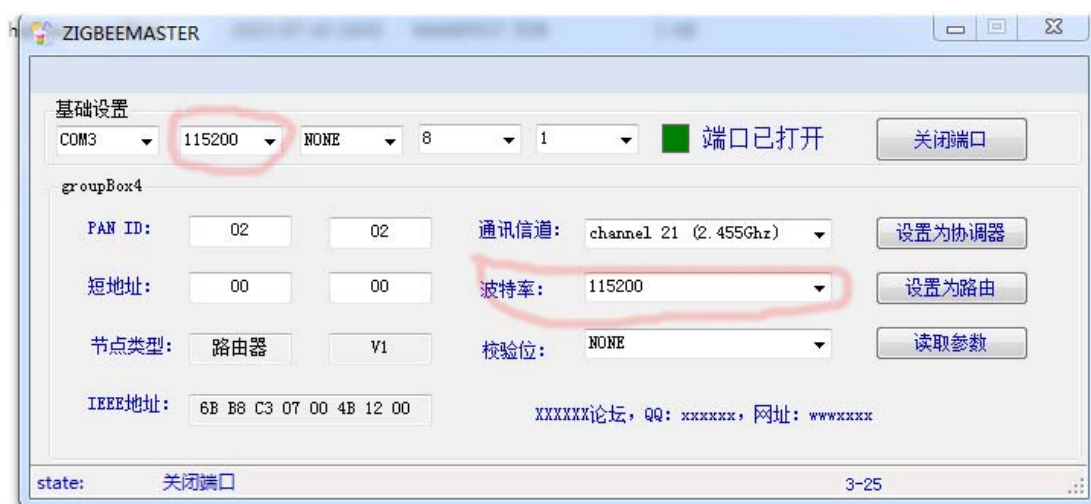 ZIGBEEMASTER
基础设置
COM3 115200 NONE 8 1 端口已打开 关闭端口
groupBox4
PAN ID: 02 02 通讯信道: channel 21 (2.455Ghz) 设置为协调器
短地址: 00 00 波特率: 115200 设置为路由
节点类型: 路由器 V1 校验位: NONE 读取参数
IEEE地址: 6B B8 C3 07 00 4B 12 00 XXXXXX论坛，QQ: xxxxxx，网址: wwwxxxx
state: 关闭端口 3-25